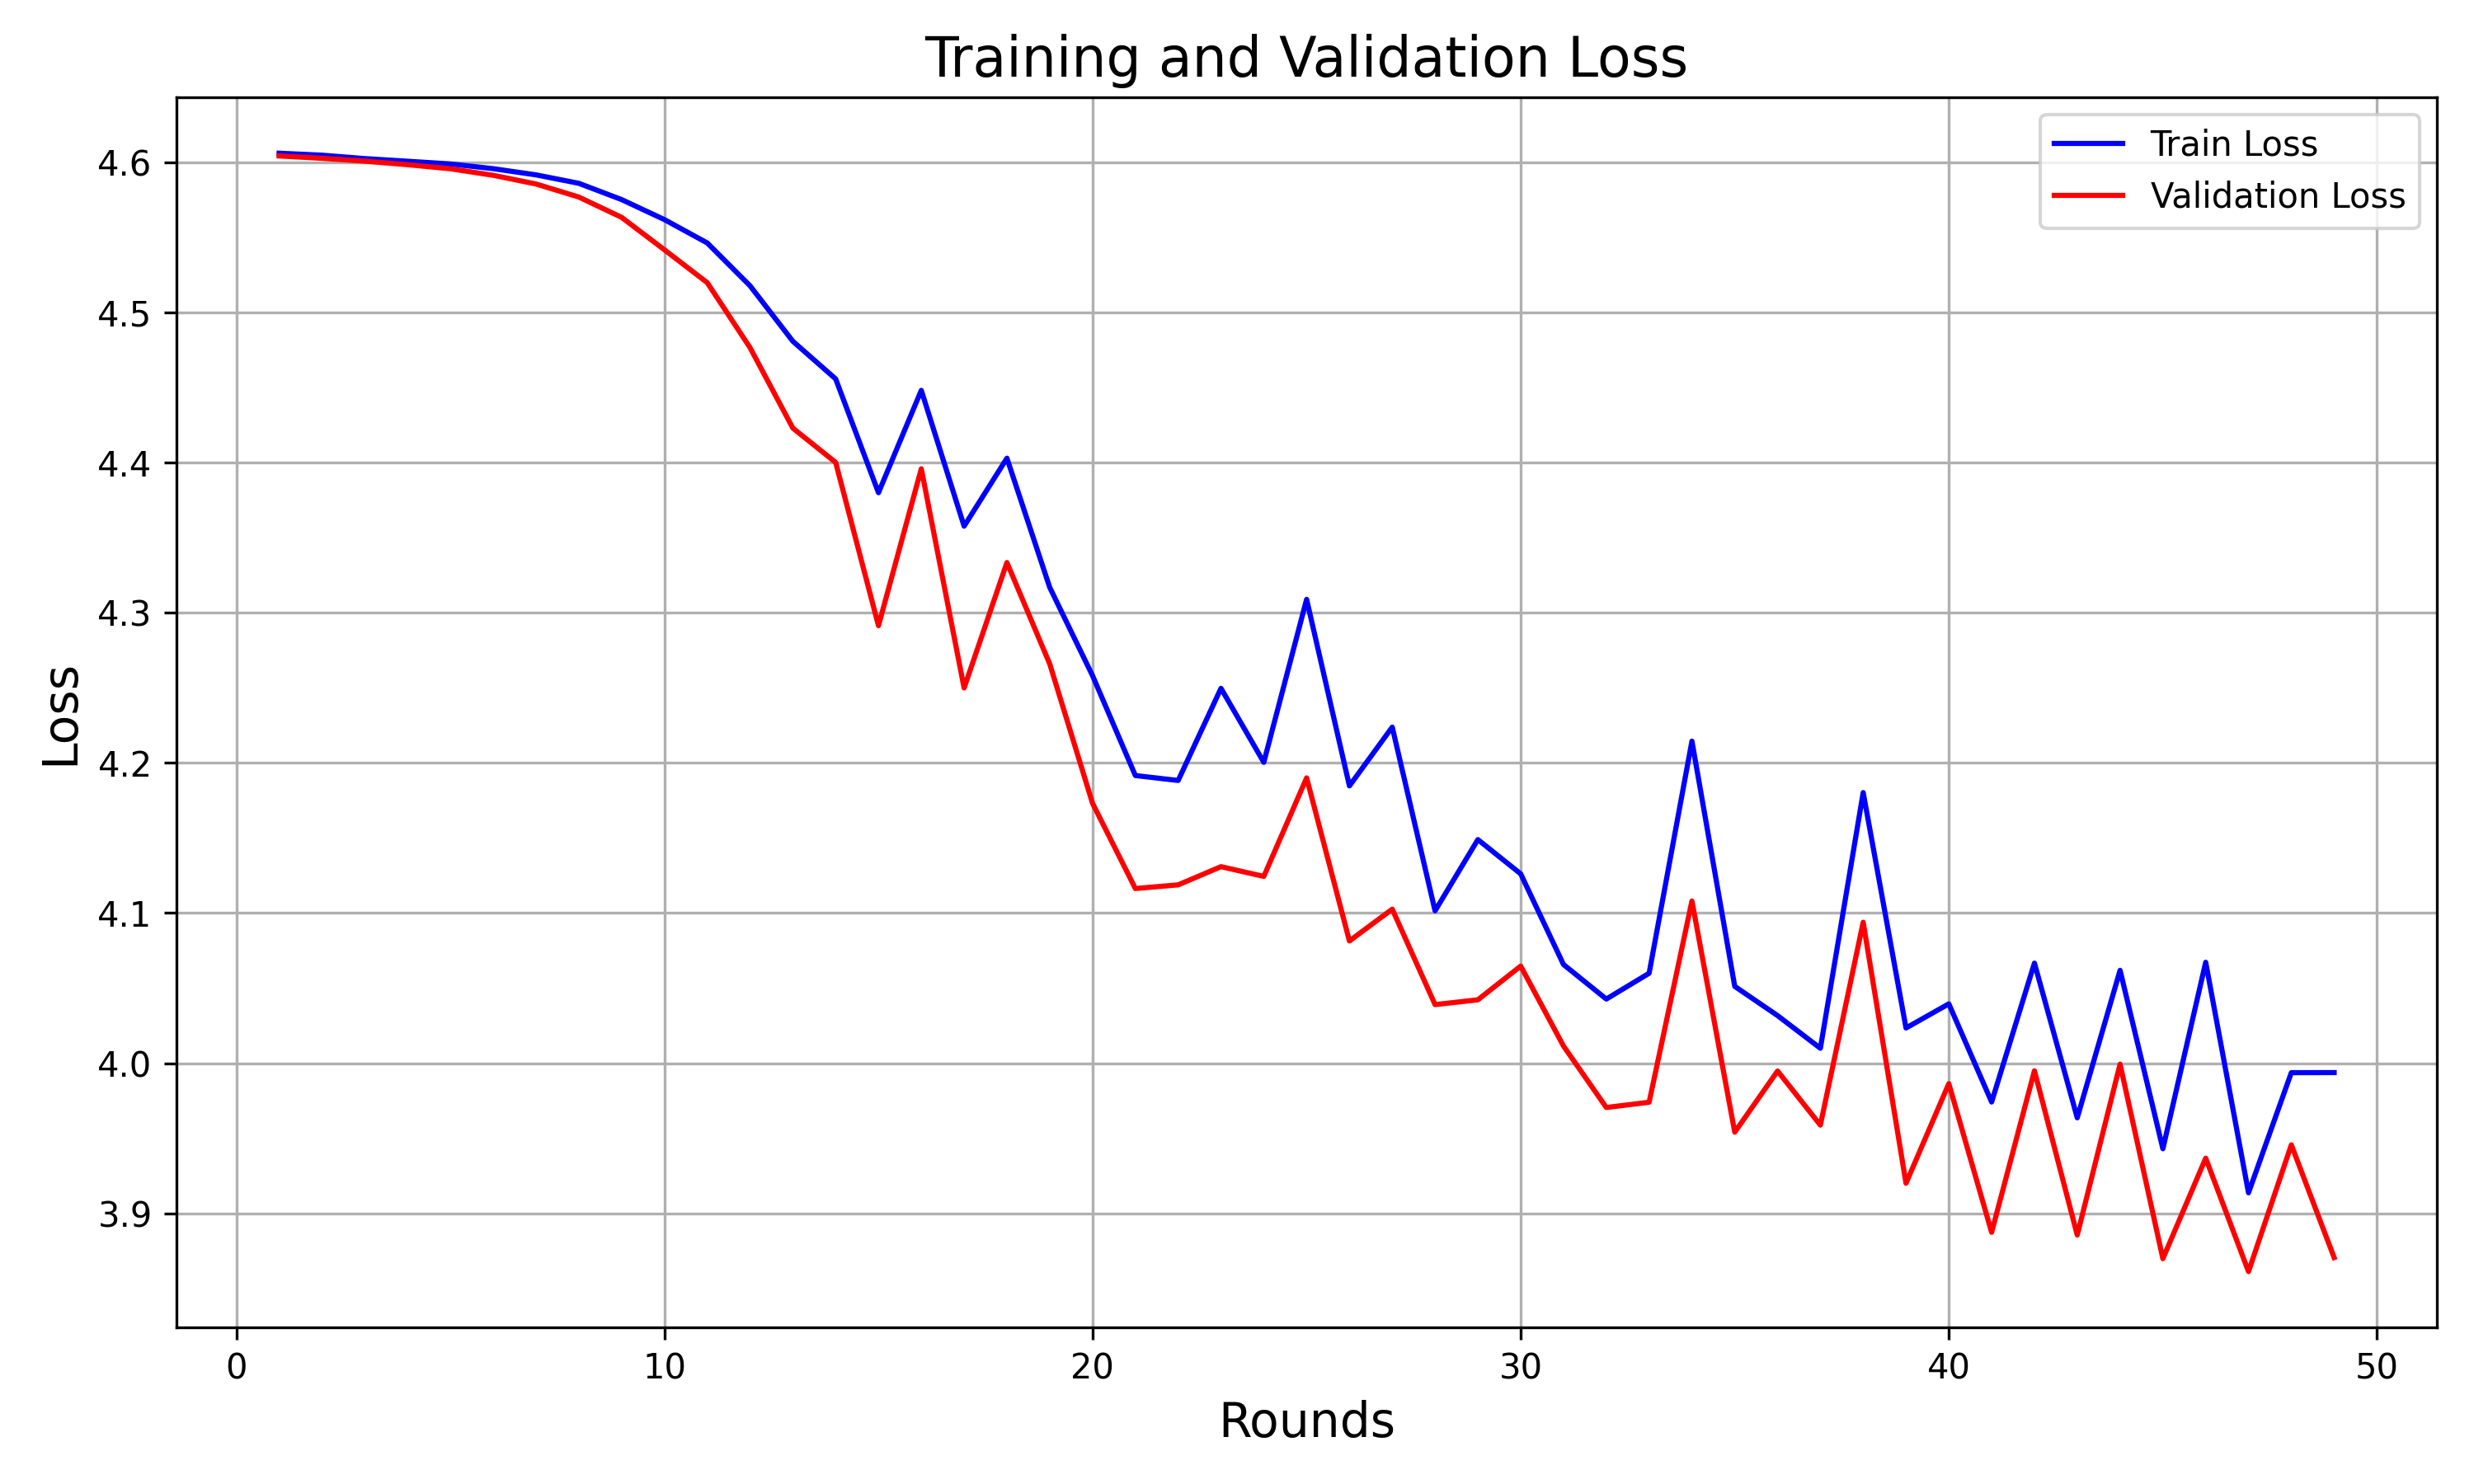 Training and Validation Loss
Train Loss
Validation Loss
4.6
4.5
4.4
4.3
4.2
4.1
4.0
3.9
Loss
0 10 20 30 40 50
Rounds